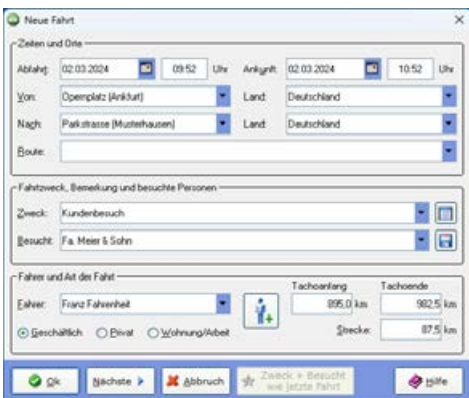 Neue Fahrt
Zeiten und Orte
Abfahrt: 02.03.2024 09:52 Uhr Ankunft: 02.03.2024 10:52 Uhr
Von: Opernplatz (Ankfurt) Land: Deutschland
Nach: Parkstrasse (Musterhausen) Land: Deutschland
Route:
Fahrtzweck, Bemerkung und besuchte Personen
Zweck: Kundenbesuch
Besucht: Fa. Meier & Sohn
Fahrer und Art der Fahrt
Tachoanfang Tachoende
Fahrer: Franz Fahrenheit 895,0 km 982,5 km
Geschäftlich Privat Wohnung/Arbeit Strecke: 87,5 km
Ok Nächste Abbruch Zweck + Besucht wie letzte Fahrt Hilfe